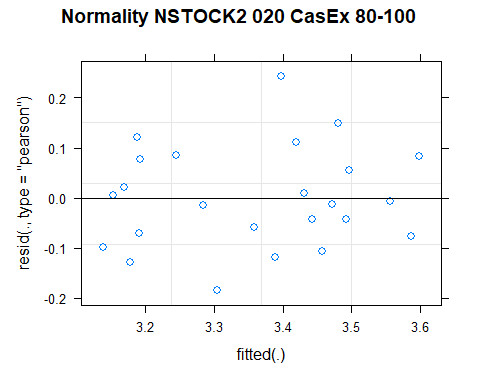 Normality NSTOCK2 020 CasEx 80-100
resid(., type = "pearson")
0.2
0.1
0.0
-0.1
-0.2
3.2 3.3 3.4 3.5 3.6
fitted(.)